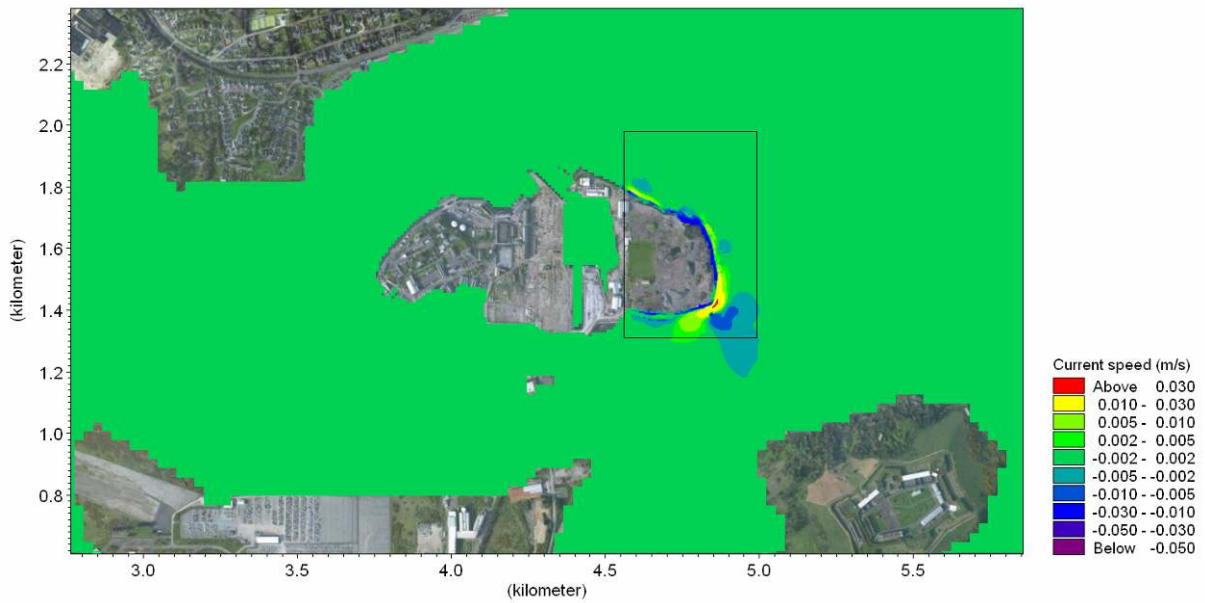 2.2
2.0
1.8
1.6
1.4
1.2
1.0
0.8
(kilometer)
3.0 3.5 4.0 4.5 5.0 5.5
(kilometer)
Current speed (m/s)
Above 0.030
0.010 - 0.030
0.005 - 0.010
0.002 - 0.005
-0.002 - 0.002
-0.005 - -0.002
-0.010 - -0.005
-0.030 - -0.010
-0.050 - -0.030
Below -0.050